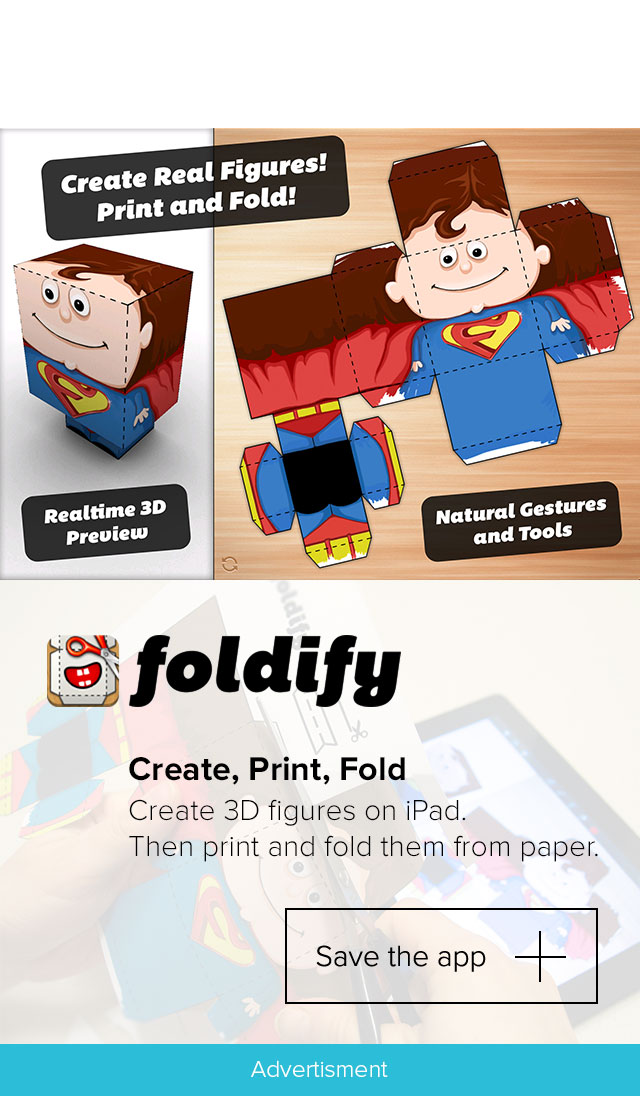 Create Real Figures!
Print and Fold!
Realtime 3D
Preview
Natural Gestures
and Tools
foldify
foldify
Create, Print, Fold
Create 3D figures on iPad.
Then print and fold them from paper.
Save the app
Advertisment